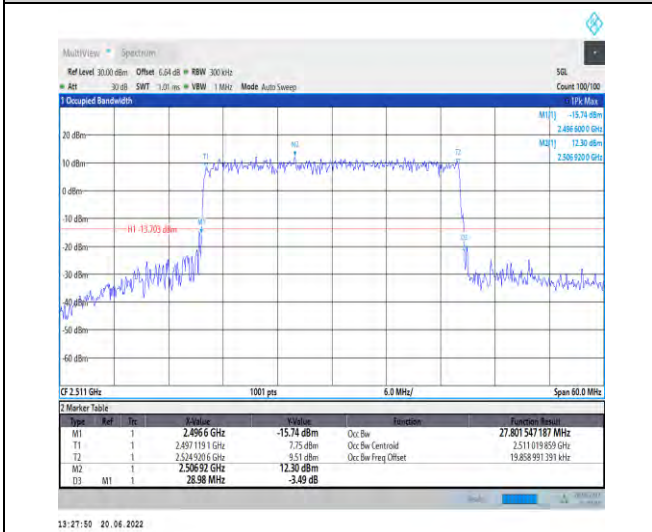 MultiView Spectrum
Ref Level 30.00 dBm Offset 6.64 dB RBW 300 kHz SGL
Att 30 dB SWT 1.01 ms VBW 1 MHz Mode Auto Sweep Count 100/100
1 Occupied Bandwidth 1Pk Max
M1[1] -15.74 dBm
2.496 600 0 GHz
M2[1] 12.30 dBm
2.506 920 0 GHz
20 dBm
M2
T1
T2
10 dBm
0 dBm
-10 dBm
M1
H1 -13.703 dBm
D3
-20 dBm
-30 dBm
-40 dBm
-50 dBm
-60 dBm
CF 2.511 GHz 1001 pts 6.0 MHz/ Span 60.0 MHz
2 Marker Table
Type Ref Trc X-Value Y-Value Function Function Result
M1 1 2.496 6 GHz -15.74 dBm Occ Bw 27.801 547 187 MHz
T1 1 2.497 119 1 GHz 7.75 dBm Occ Bw Centroid 2.511 019 859 GHz
T2 1 2.524 920 6 GHz 9.51 dBm Occ Bw Freq Offset 19.858 991 391 kHz
M2 1 2.506 92 GHz 12.30 dBm
D3 M1 1 28.98 MHz -3.49 dB
13:27:50 20.06.2022